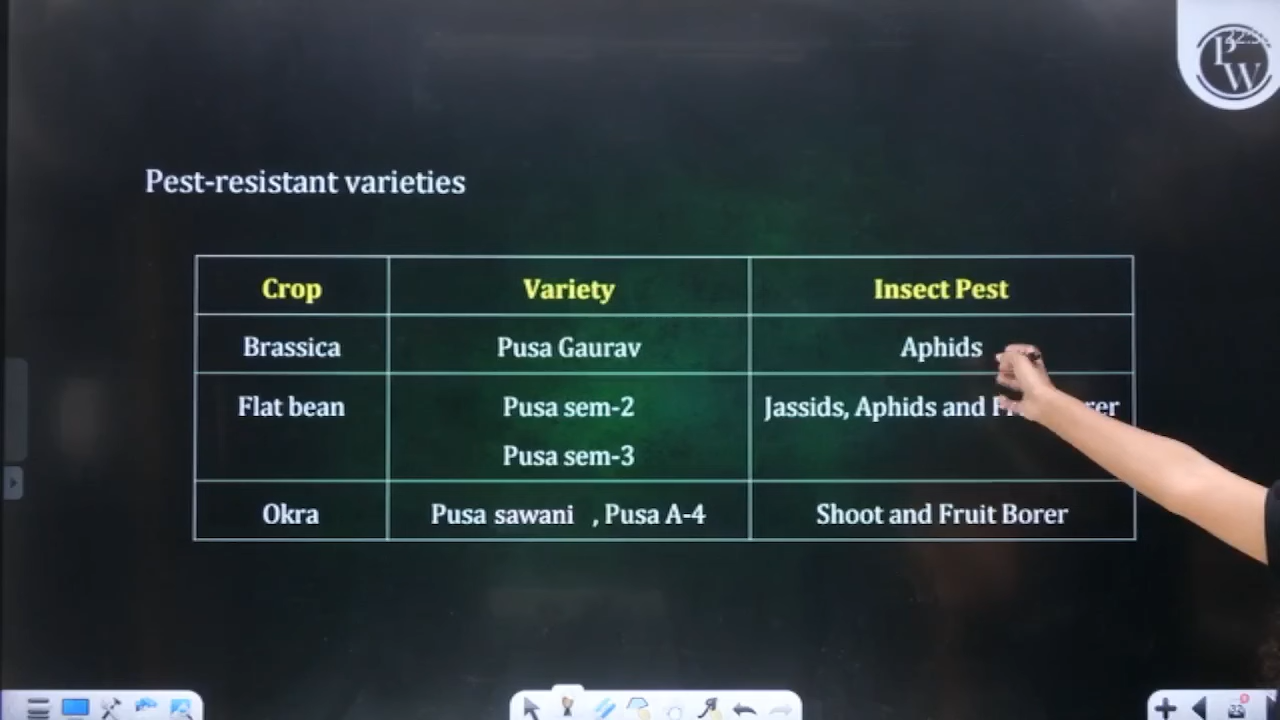 PW
Pest-resistant varieties
Crop Variety Insect Pest
Brassica Pusa Gaurav Aphids
Flat bean Pusa sem-2 Jassids, Aphids and
Pusa sem-3
Okra Pusa sawani , Pusa A-4 Shoot and Fruit Borer